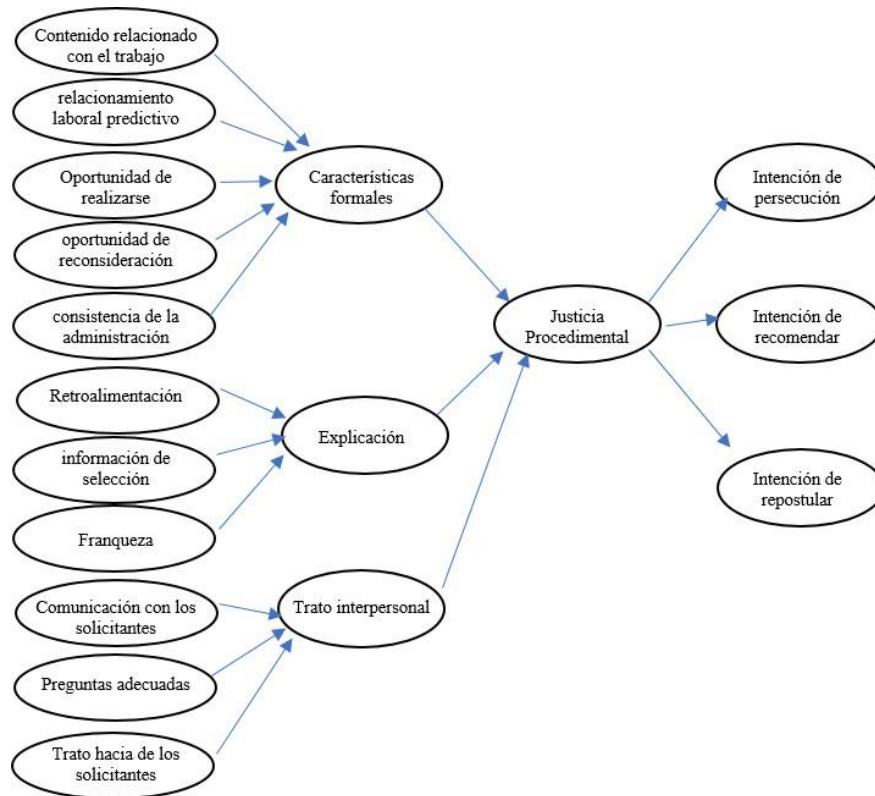 Contenido relacionado
con el trabajo
relacionamiento
laboral predictivo
Oportunidad de
realizarse
oportunidad de
reconsideración
consistencia de la
administración
Retroalimentación
información de
selección
Franqueza
Comunicación con los
solicitantes
Preguntas adecuadas
Trato hacia de los
solicitantes
Características
formales
Explicación
Trato interpersonal
Justicia
Procedimental
Intención de
persecución
Intención de
recomendar
Intención de
repostular